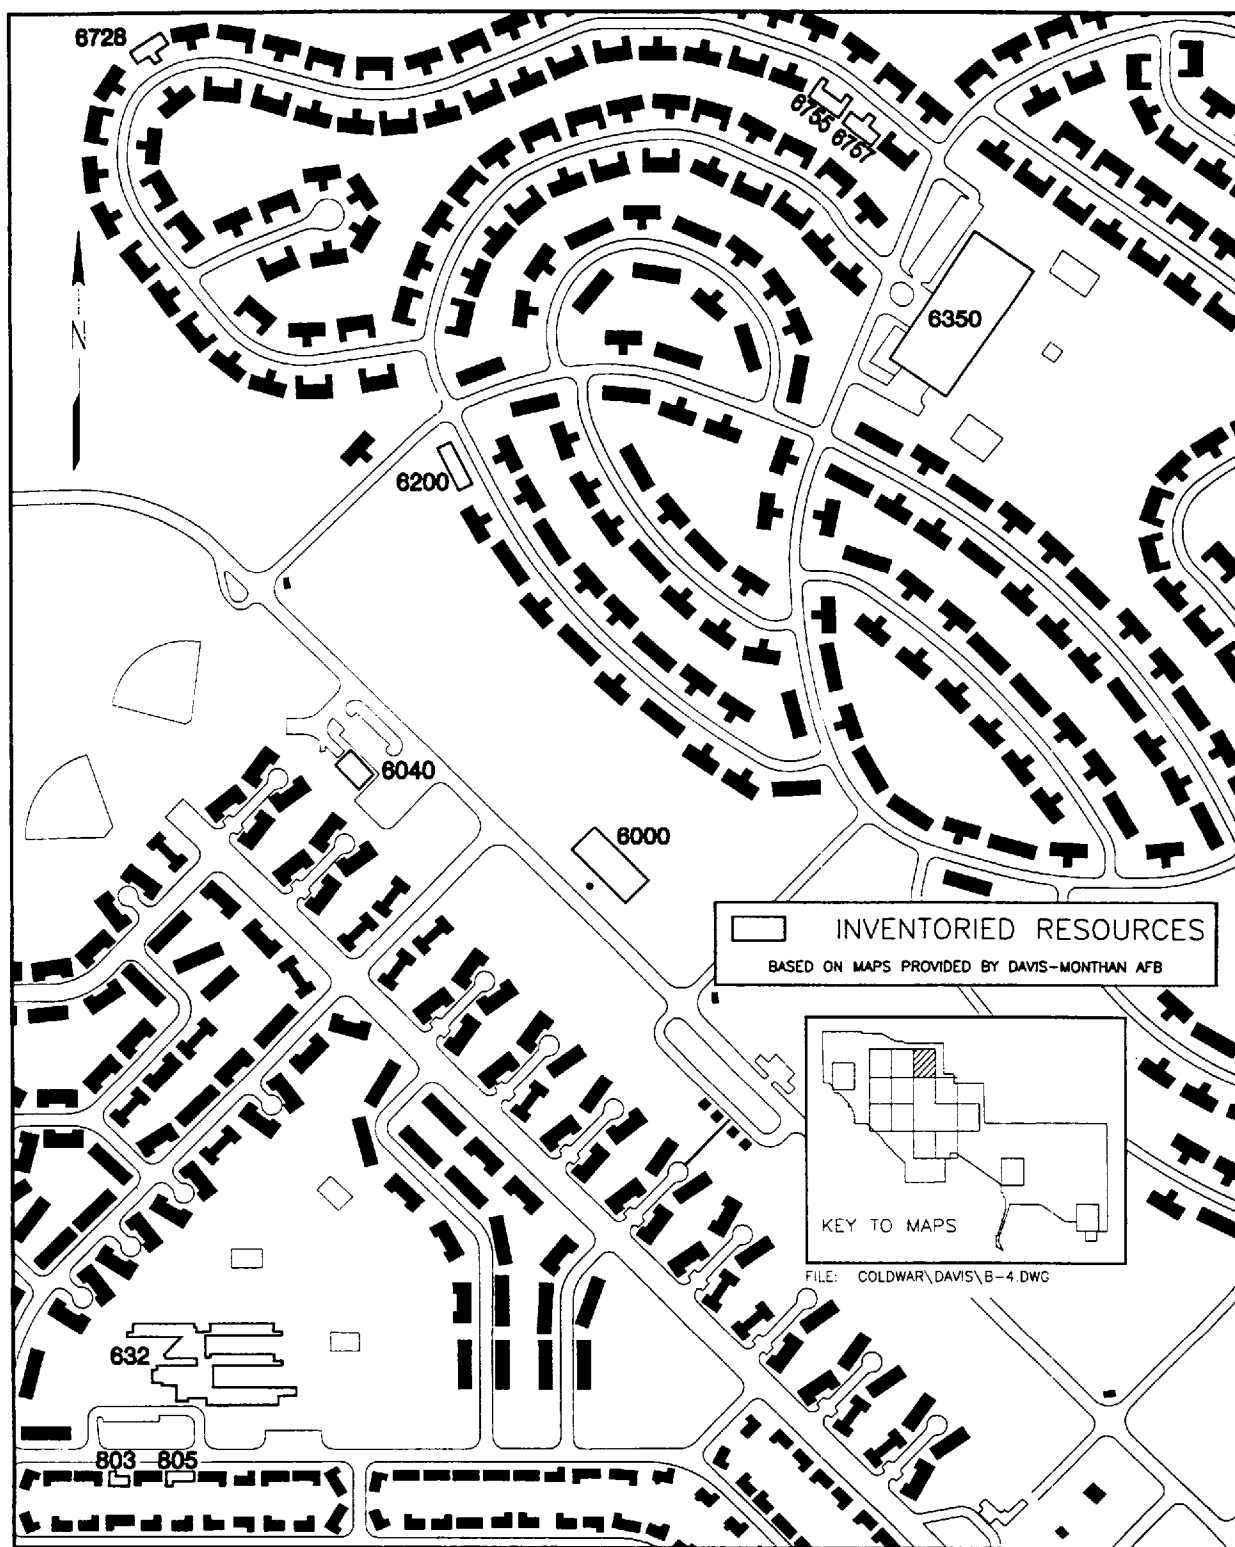 6728
6755
6757
6350
N
6200
6040
6000
INVENTORIED RESOURCES
BASED ON MAPS PROVIDED BY DAVIS-MONTHAN AFB
KEY TO MAPS
FILE: COLDWAR\DAVIS\B-4.DWG
632
803 805